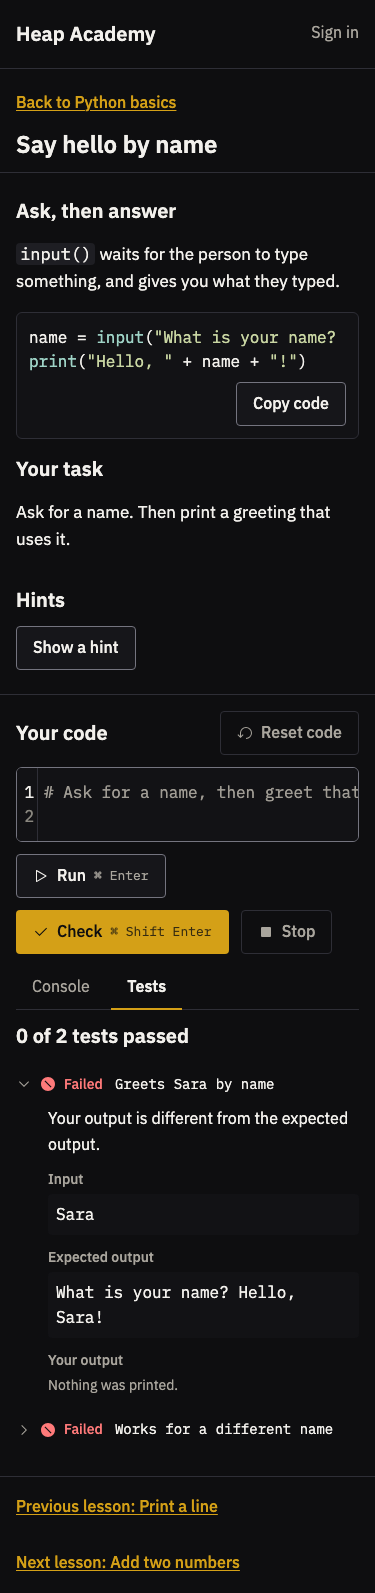 Heap Academy
Sign in
Back to Python basics
Say hello by name
Ask, then answer
input() waits for the person to type
something, and gives you what they typed.
name = input("What is your name?
print("Hello, " + name + "!")
Copy code
Your task
Ask for a name. Then print a greeting that
uses it.
Hints
Show a hint
Your code
Reset code
1 # Ask for a name, then greet that
2
Run ⌘ Enter
Check ⌘ Shift Enter
Stop
Console
Tests
0 of 2 tests passed
Failed Greets Sara by name
Your output is different from the expected
output.
Input
Sara
Expected output
What is your name? Hello,
Sara!
Your output
Nothing was printed.
Failed Works for a different name
Previous lesson: Print a line
Next lesson: Add two numbers